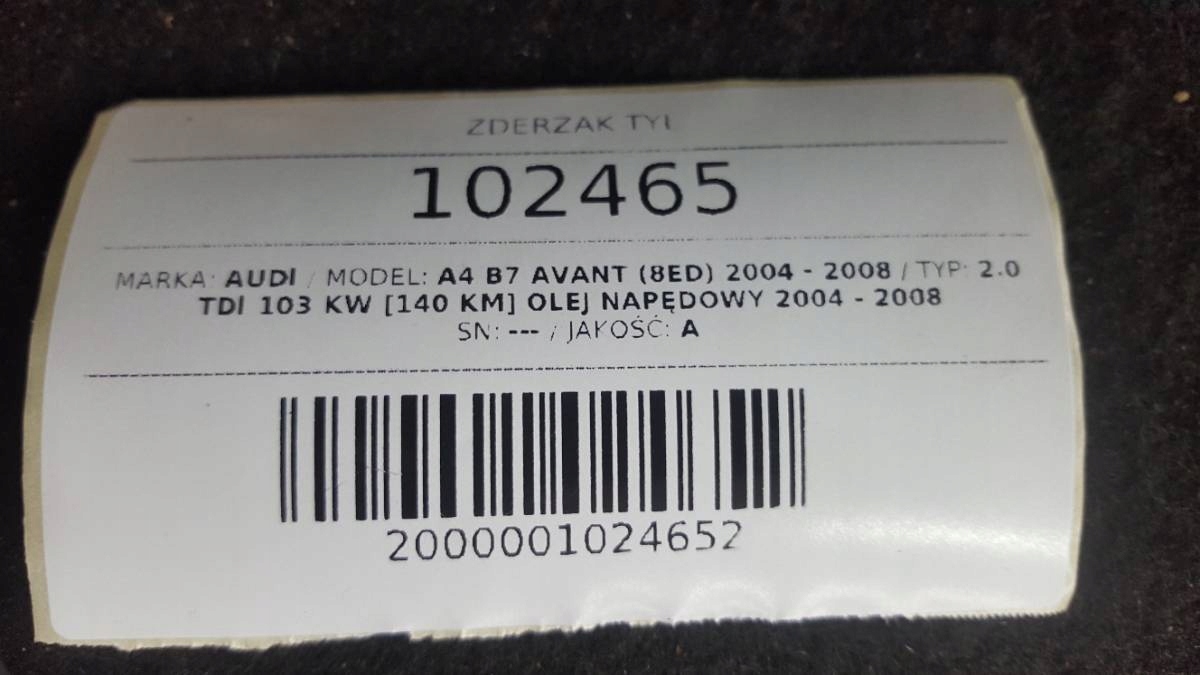 ZDERZAK TYŁ
102465
MARKA: AUDI / MODEL: A4 B7 AVANT (8ED) 2004 - 2008 / TYP: 2.0
TDI 103 KW [140 KM] OLEJ NAPĘDOWY 2004 - 2008
SN: --- / JAKOŚĆ: A
2000001024652